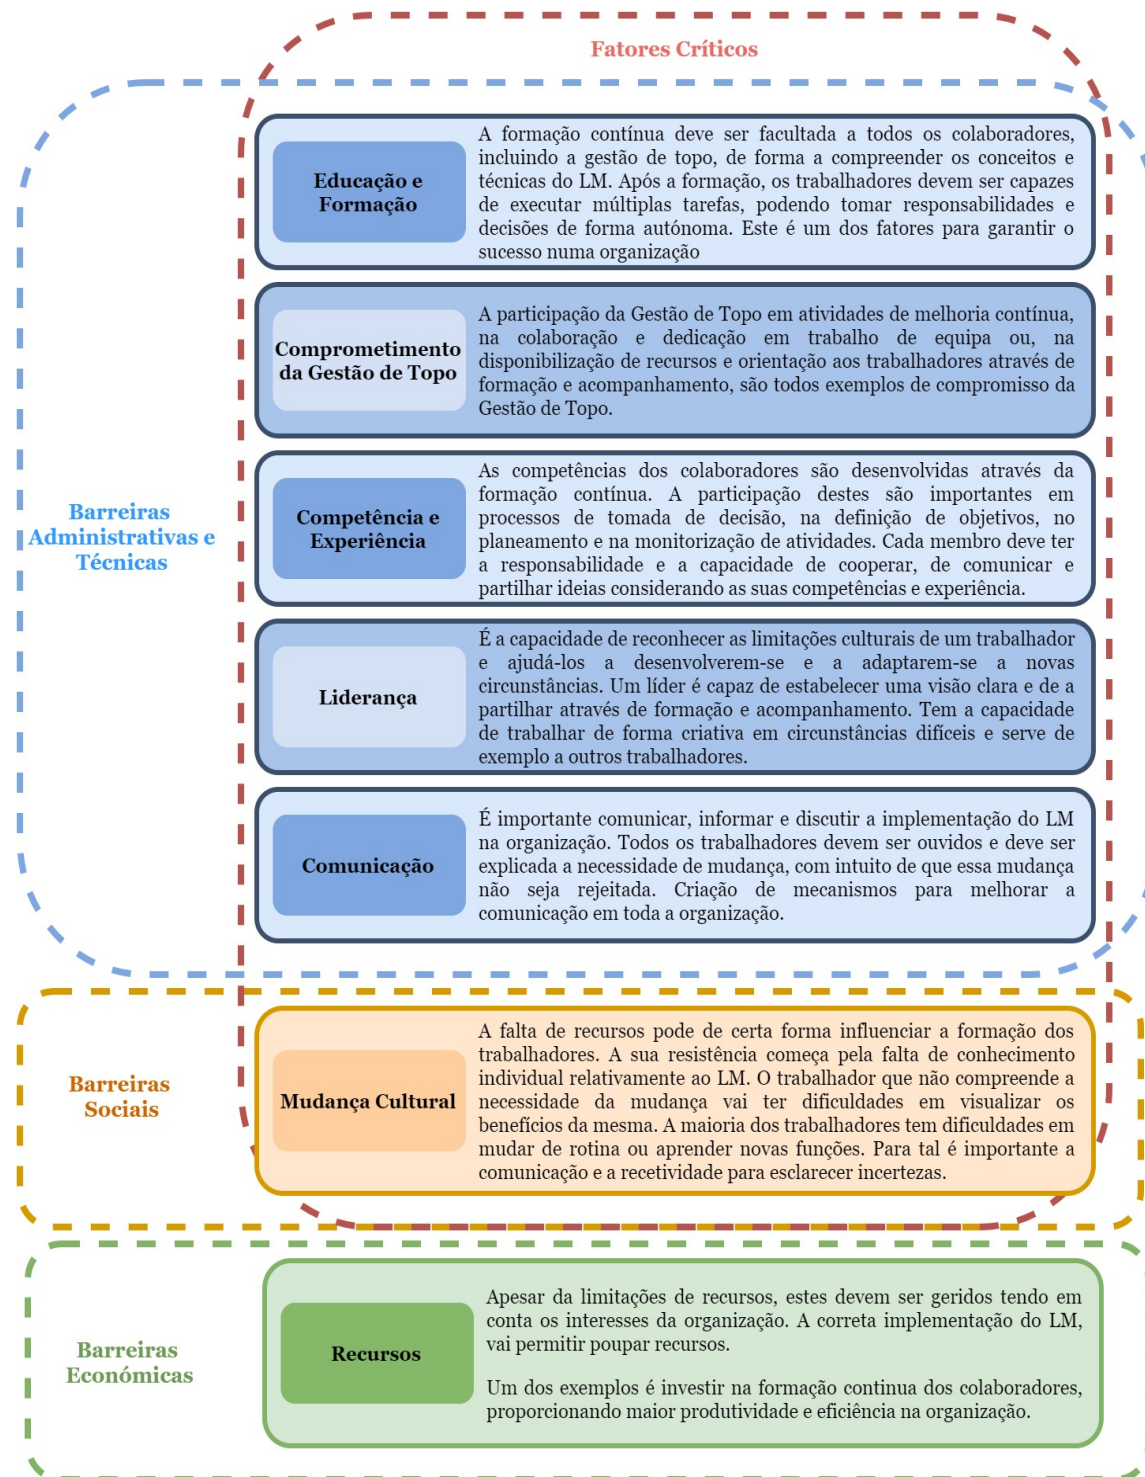 Fatores Críticos
Educação e
Formação
A formação contínua deve ser facultada a todos os colaboradores,
incluindo a gestão de topo, de forma a compreender os conceitos e
técnicas do LM. Após a formação, os trabalhadores devem ser capazes
de executar múltiplas tarefas, podendo tomar responsabilidades e
decisões de forma autónoma. Este é um dos fatores para garantir o
sucesso numa organização
Comprometimento
da Gestão de Topo
A participação da Gestão de Topo em atividades de melhoria contínua,
na colaboração e dedicação em trabalho de equipa ou, na
disponibilização de recursos e orientação aos trabalhadores através de
formação e acompanhamento, são todos exemplos de compromisso da
Gestão de Topo.
Barreiras
Administrativas e
Técnicas
Competência e
Experiência
As competências dos colaboradores são desenvolvidas através da
formação contínua. A participação destes são importantes em
processos de tomada de decisão, na definição de objetivos, no
planeamento e na monitorização de atividades. Cada membro deve ter
a responsabilidade e a capacidade de cooperar, de comunicar e
partilhar ideias considerando as suas competências e experiência.
Liderança
É a capacidade de reconhecer as limitações culturais de um trabalhador
e ajudá-los a desenvolverem-se e a adaptarem-se a novas
circunstâncias. Um líder é capaz de estabelecer uma visão clara e de a
partilhar através de formação e acompanhamento. Tem a capacidade
de trabalhar de forma criativa em circunstâncias difíceis e serve de
exemplo a outros trabalhadores.
Comunicação
É importante comunicar, informar e discutir a implementação do LM
na organização. Todos os trabalhadores devem ser ouvidos e deve ser
explicada a necessidade de mudança, com intuito de que essa mudança
não seja rejeitada. Criação de mecanismos para melhorar a
comunicação em toda a organização.
Barreiras
Sociais
Mudança Cultural
A falta de recursos pode de certa forma influenciar a formação dos
trabalhadores. A sua resistência começa pela falta de conhecimento
individual relativamente ao LM. O trabalhador que não compreende a
necessidade da mudança vai ter dificuldades em visualizar os
benefícios da mesma. A maioria dos trabalhadores tem dificuldades em
mudar de rotina ou aprender novas funções. Para tal é importante a
comunicação e a recetividade para esclarecer incertezas.
Barreiras
Económicas
Recursos
Apesar da limitações de recursos, estes devem ser geridos tendo em
conta os interesses da organização. A correta implementação do LM,
vai permitir poupar recursos.
Um dos exemplos é investir na formação continua dos colaboradores,
proporcionando maior produtividade e eficiência na organização.